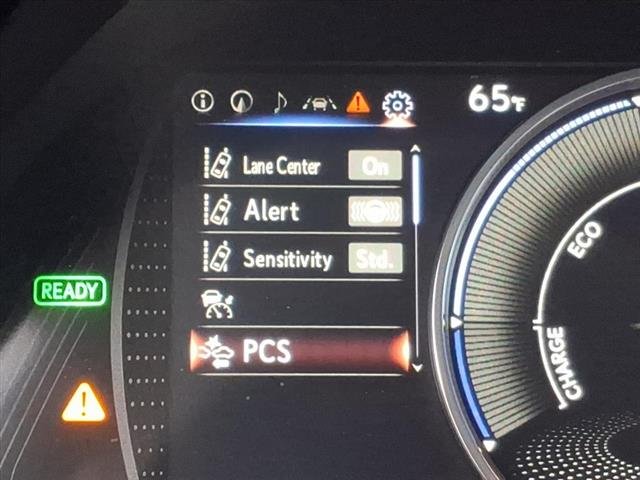 65°F
Lane Center On
Alert
Sensitivity Std.
READY
PCS
ECO
CHARGE